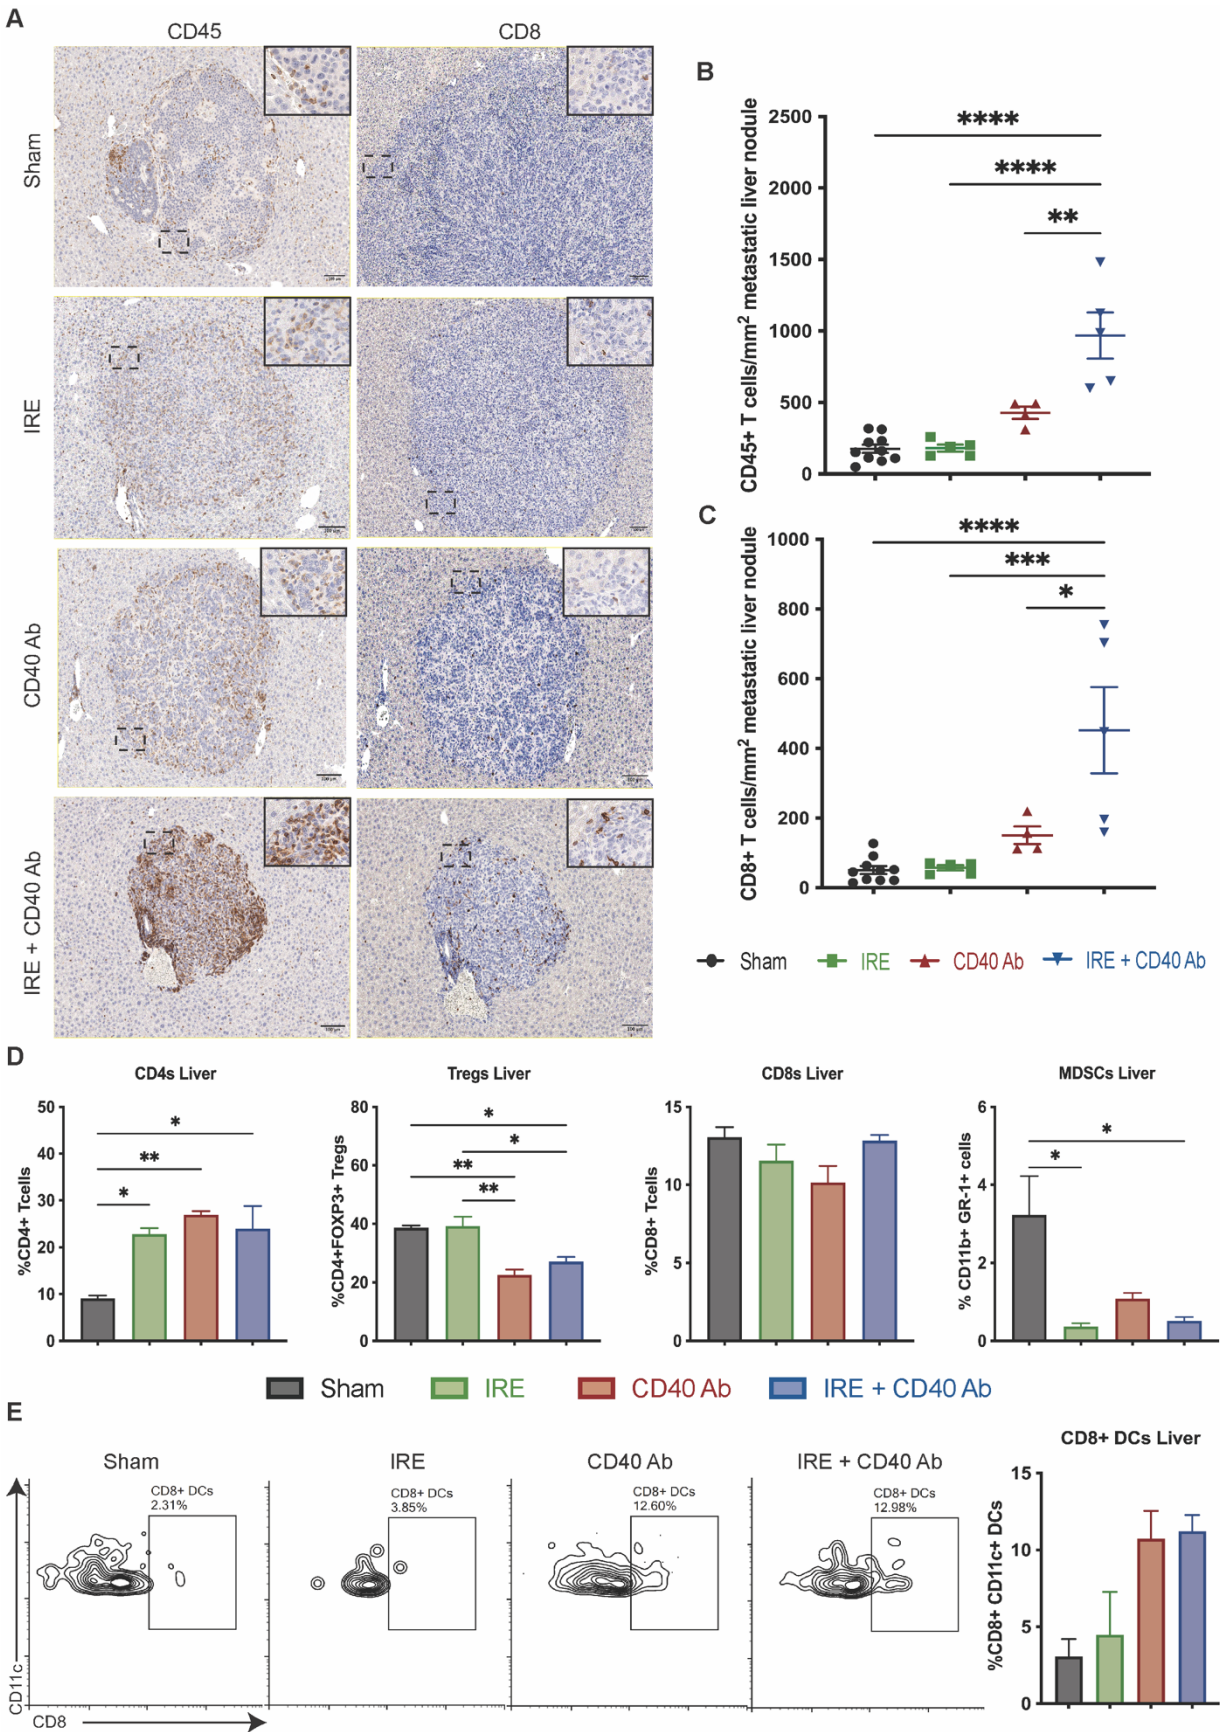 A
CD45
CD8
Sham
IRE
CD40 Ab
IRE + CD40 Ab
B
CD45+ T cells/mm² metastatic liver nodule
2500
2000
1500
1000
500
0
****
****
**
C
CD8+ T cells/mm² metastatic liver nodule
1000
800
600
400
200
0
****
***
*
Sham IRE CD40 Ab IRE + CD40 Ab
D
CD4s Liver
%CD4+ Tcells
50
40
30
20
10
0
*
**
*
Tregs Liver
%CD4+FOXP3+ Tregs
80
60
40
20
0
*
*
**
**
CD8s Liver
%CD8+ Tcells
15
10
5
0
MDSCs Liver
% CD11b+ GR-1+ cells
6
4
2
0
*
*
Sham IRE CD40 Ab IRE + CD40 Ab
E
Sham
CD8+ DCs
2.31%
IRE
CD8+ DCs
3.85%
CD40 Ab
CD8+ DCs
12.60%
IRE + CD40 Ab
CD8+ DCs
12.98%
CD11c
CD8
CD8+ DCs Liver
%CD8+ CD11c+ DCs
15
10
5
0